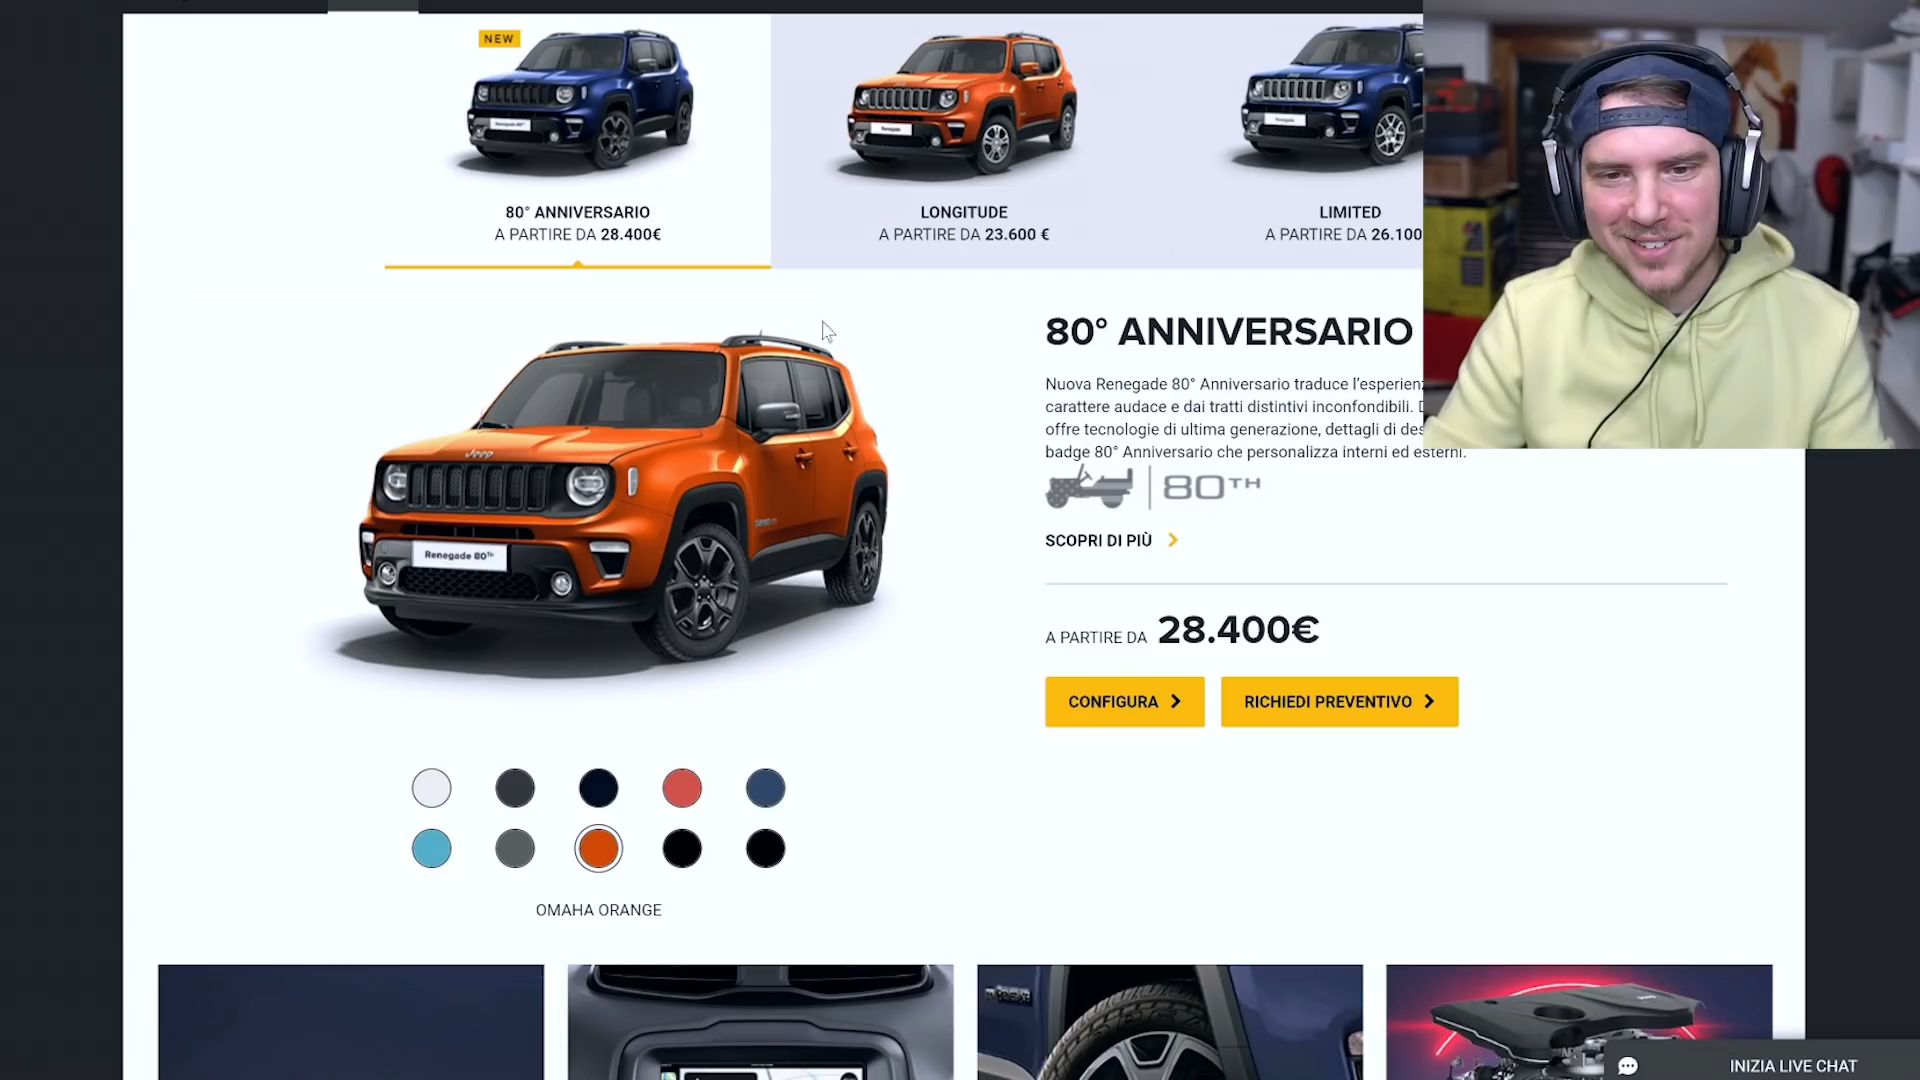 NEW
80° ANNIVERSARIO
A PARTIRE DA 28.400€
LONGITUDE
A PARTIRE DA 23.600 €
LIMITED
A PARTIRE DA 26.100
80° ANNIVERSARIO
Nuova Renegade 80° Anniversario traduce l'esperien
carattere audace e dai tratti distintivi inconfondibili.
offre tecnologie di ultima generazione, dettagli di
badge 80° Anniversario che personalizza interni ed esterni.
80TH
SCOPRI DI PIÙ
A PARTIRE DA 28.400€
CONFIGURA
RICHIEDI PREVENTIVO
Jeep
Renegade 80Th
OMAHA ORANGE
INIZIA LIVE CHAT